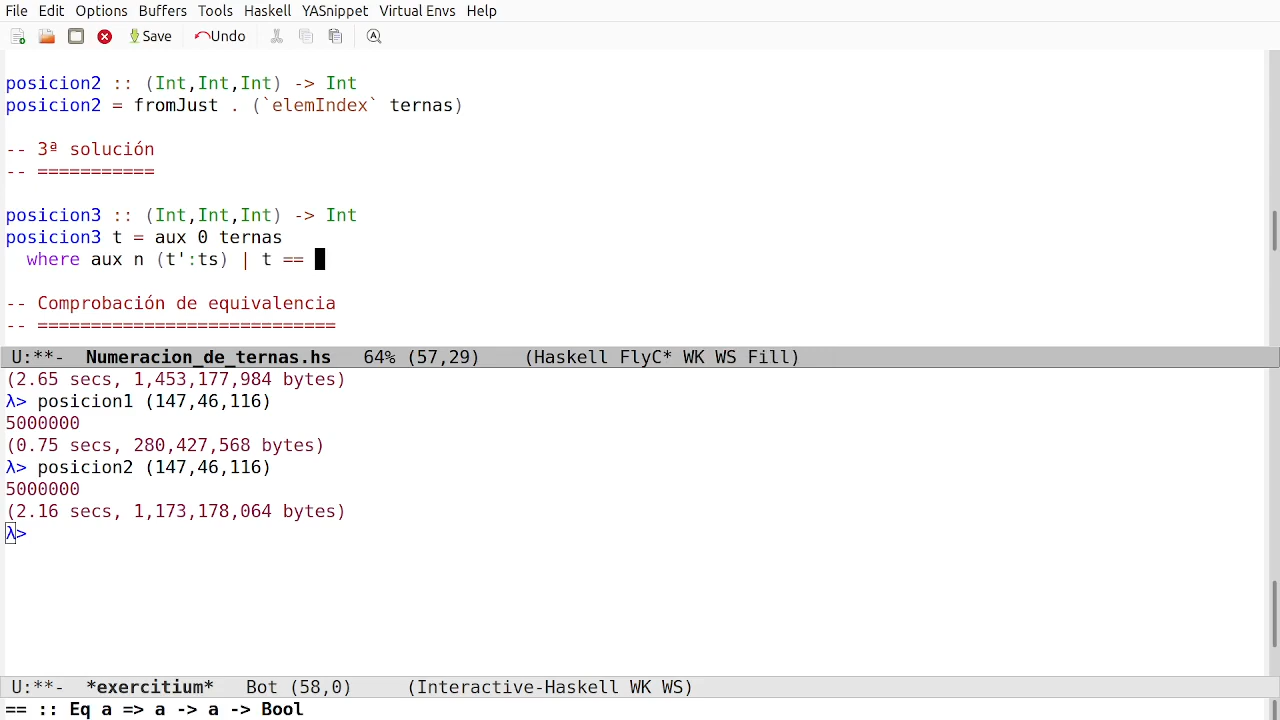 File Edit Options Buffers Tools Haskell YASnippet Virtual Envs Help
Save Undo
posicion2 :: (Int,Int,Int) -> Int
posicion2 = fromJust . (`elemIndex` ternas)
-- 3ª solución
-- ===========
posicion3 :: (Int,Int,Int) -> Int
posicion3 t = aux 0 ternas
  where aux n (t':ts) | t ==
-- Comprobación de equivalencia
-- ============================
U:**-  Numeracion_de_ternas.hs   64% (57,29)    (Haskell FlyC* WK WS Fill)
(2.65 secs, 1,453,177,984 bytes)
λ> posicion1 (147,46,116)
5000000
(0.75 secs, 280,427,568 bytes)
λ> posicion2 (147,46,116)
5000000
(2.16 secs, 1,173,178,064 bytes)
λ>
U:**-  *exercitium*   Bot (58,0)     (Interactive-Haskell WK WS)
== :: Eq a => a -> a -> Bool